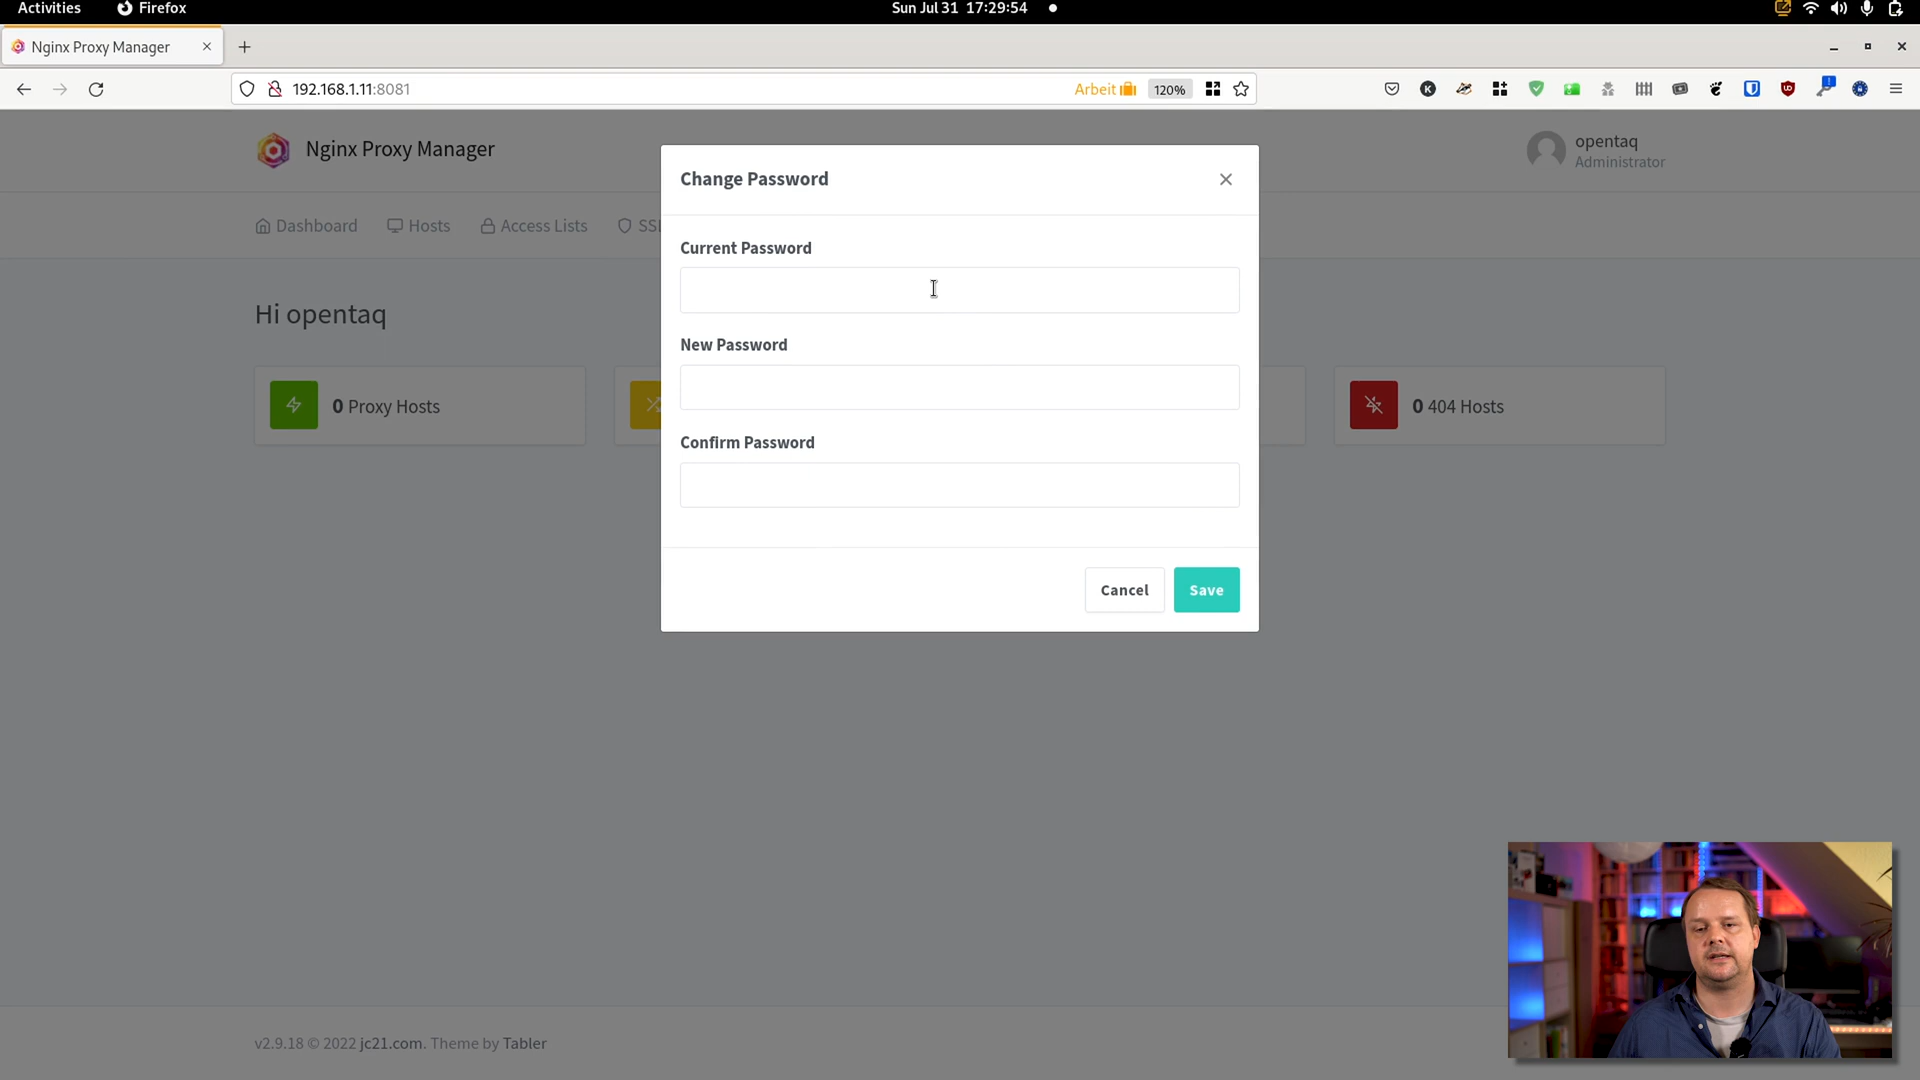 Activities Firefox Sun Jul 31 17:29:54
Nginx Proxy Manager
192.168.1.11:8081 Arbeit 120%
Nginx Proxy Manager
opentaq
Administrator
Dashboard Hosts Access Lists SSL
Hi opentaq
0 Proxy Hosts
0 404 Hosts
Change Password
Current Password
New Password
Confirm Password
Cancel Save
v2.9.18 © 2022 jc21.com. Theme by Tabler